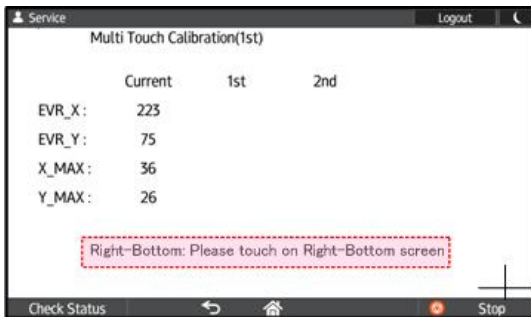 Service Logout
Multi Touch Calibration(1st)
Current 1st 2nd
EVR_X : 223
EVR_Y : 75
X_MAX : 36
Y_MAX : 26
Right-Bottom: Please touch on Right-Bottom screen
Check Status Stop